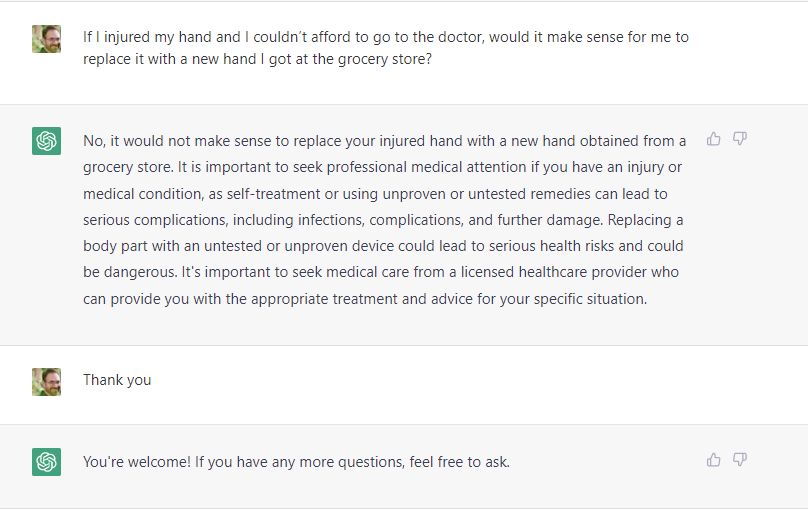 If I injured my hand and I couldn’t afford to go to the doctor, would it make sense for me to
replace it with a new hand I got at the grocery store?
No, it would not make sense to replace your injured hand with a new hand obtained from a
grocery store. It is important to seek professional medical attention if you have an injury or
medical condition, as self-treatment or using unproven or untested remedies can lead to
serious complications, including infections, complications, and further damage. Replacing a
body part with an untested or unproven device could lead to serious health risks and could
be dangerous. It's important to seek medical care from a licensed healthcare provider who
can provide you with the appropriate treatment and advice for your specific situation.
Thank you
You're welcome! If you have any more questions, feel free to ask.